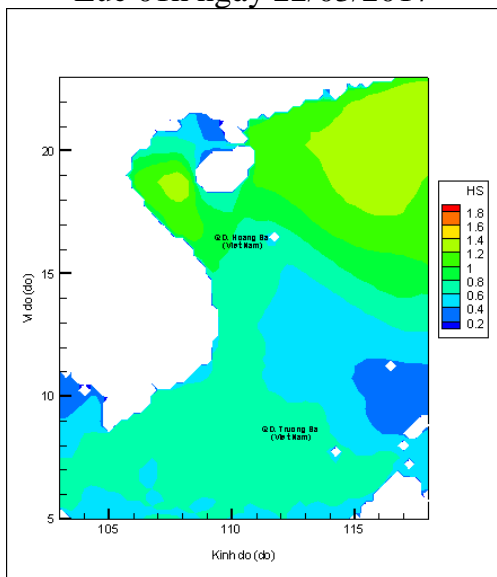 HS
1.8
1.6
1.4
1.2
1
0.8
0.6
0.4
0.2
20
15
10
5
Vi do (do)
QD. Hoang Sa
(Viet Nam)
QD. Truong Sa
(Viet Nam)
105
110
115
Kinh do (do)